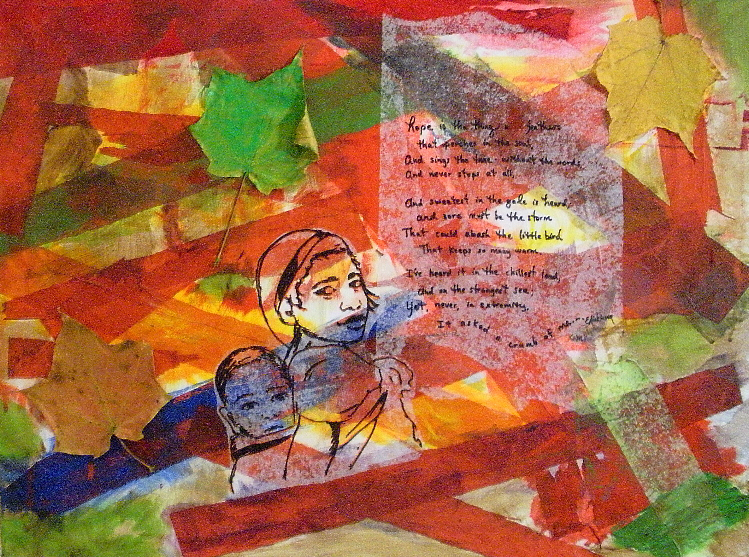 Hope is the thing w feathers
that perches in the soul,
And sings the tune without the words,
And never stops at all,
And sweetest in the gale is heard,
and sore must be the storm
That could abash the little bird
That keeps so many warm.
I've heard it in the chillest land,
And on the strangest sea;
Yet, never, in extremity,
It asked a crumb of me.